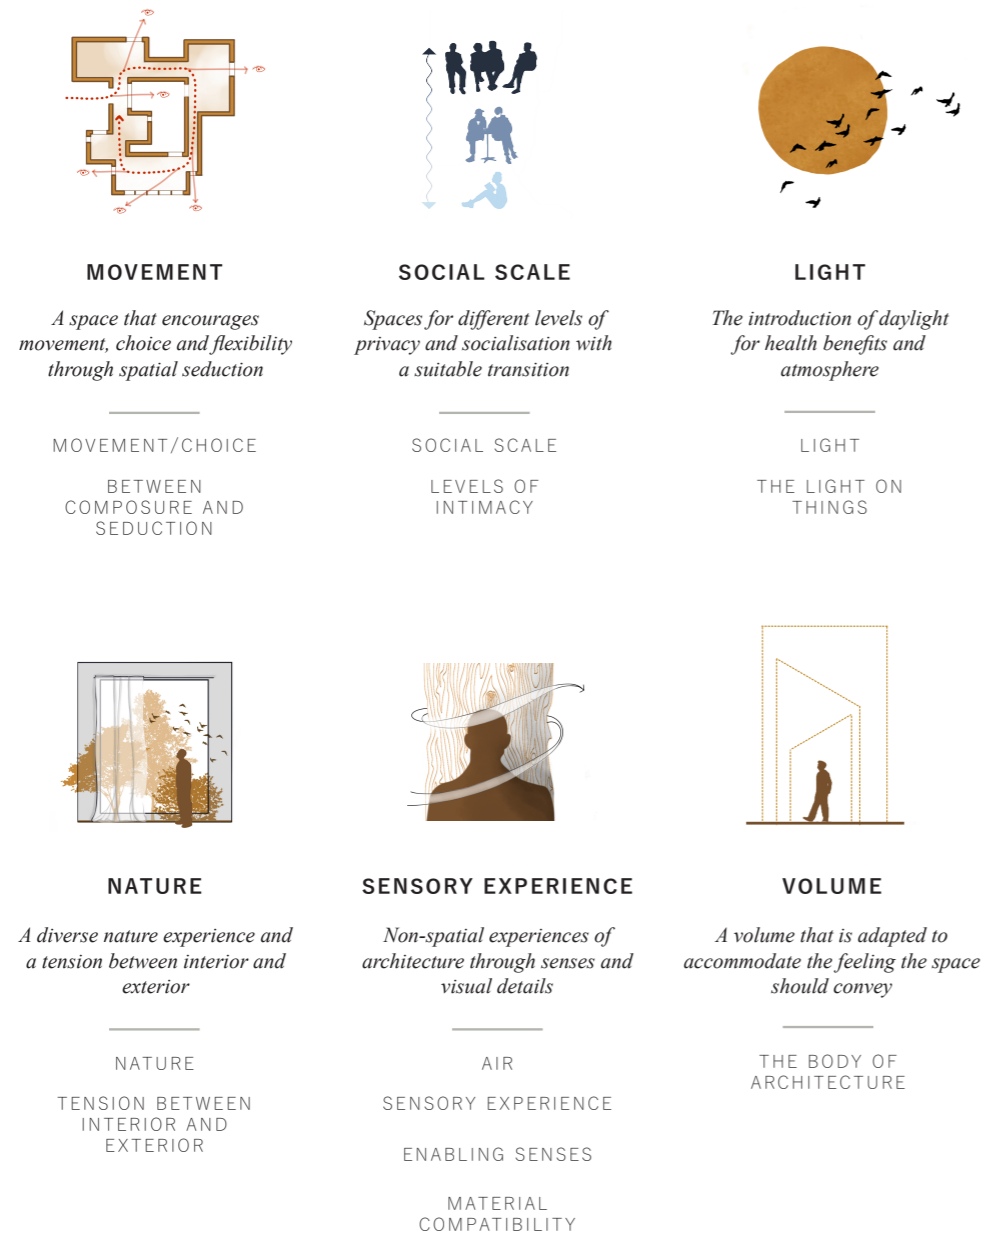 MOVEMENT
A space that encourages
movement, choice and flexibility
through spatial seduction
MOVEMENT/CHOICE
BETWEEN
COMPOSURE AND
SEDUCTION
SOCIAL SCALE
Spaces for different levels of
privacy and socialisation with
a suitable transition
SOCIAL SCALE
LEVELS OF
INTIMACY
LIGHT
The introduction of daylight
for health benefits and
atmosphere
LIGHT
THE LIGHT ON
THINGS
NATURE
A diverse nature experience and
a tension between interior and
exterior
NATURE
TENSION BETWEEN
INTERIOR AND
EXTERIOR
SENSORY EXPERIENCE
Non-spatial experiences of
architecture through senses and
visual details
AIR
SENSORY EXPERIENCE
ENABLING SENSES
MATERIAL
COMPATIBILITY
VOLUME
A volume that is adapted to
accommodate the feeling the space
should convey
THE BODY OF
ARCHITECTURE